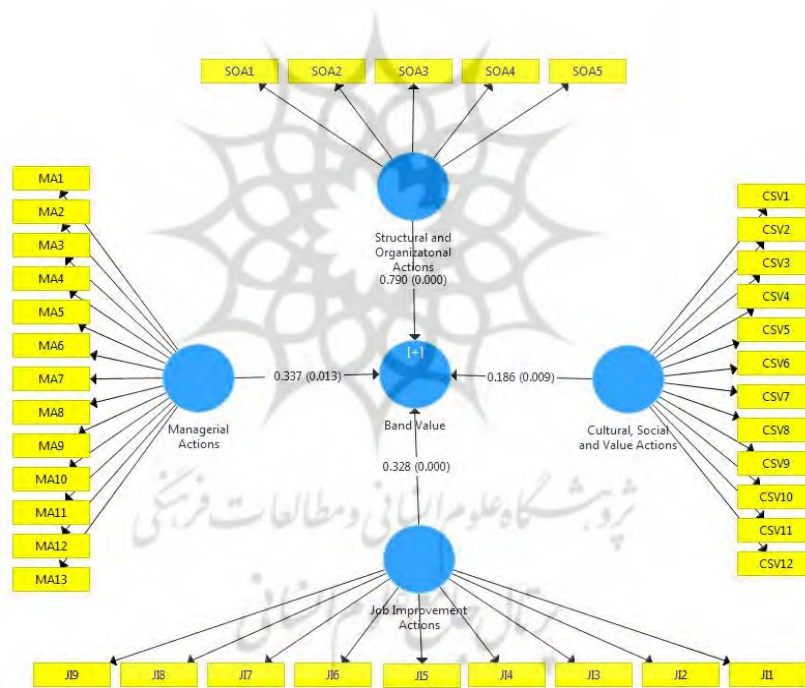 SOA1 SOA2 SOA3 SOA4 SOA5
Structural and
Organizatonal
Actions
0.790 (0.000)
MA1
MA2
MA3
MA4
MA5
MA6
MA7
MA8
MA9
MA10
MA11
MA12
MA13
Managerial
Actions
0.337 (0.013)
[+]
Band Value
0.186 (0.009)
Cultural, Social
and Value Actions
CSV1
CSV2
CSV3
CSV4
CSV5
CSV6
CSV7
CSV8
CSV9
CSV10
CSV11
CSV12
0.328 (0.000)
پژوهشگاه علوم انسانی و مطالعات فرهنگی
پرتال جامع علوم انسانی
Job Improvement
Actions
JI9 JI8 JI7 JI6 JI5 JI4 JI3 JI2 JI1